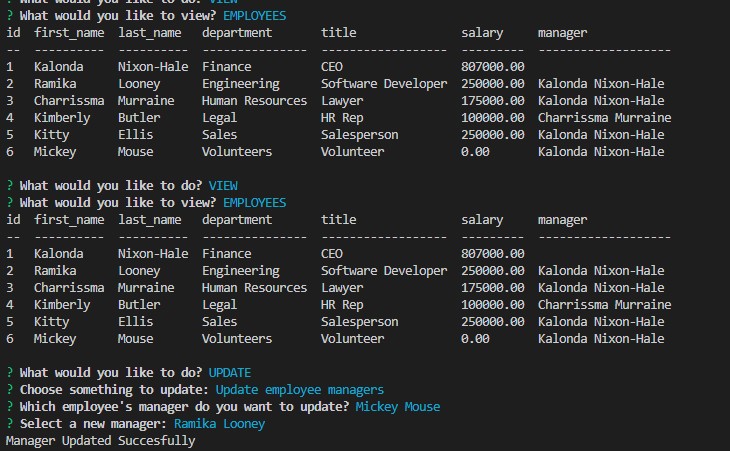 ? What would you like to do? VIEW
? What would you like to view? EMPLOYEES
id first_name last_name department title salary manager
-- ---------- ---------- --------------- ------------------ --------- -------------------
1 Kalonda Nixon-Hale Finance CEO 807000.00
2 Ramika Looney Engineering Software Developer 250000.00 Kalonda Nixon-Hale
3 Charrissma Murraine Human Resources Lawyer 175000.00 Kalonda Nixon-Hale
4 Kimberly Butler Legal HR Rep 100000.00 Charrissma Murraine
5 Kitty Ellis Sales Salesperson 250000.00 Kalonda Nixon-Hale
6 Mickey Mouse Volunteers Volunteer 0.00 Kalonda Nixon-Hale
? What would you like to do? VIEW
? What would you like to view? EMPLOYEES
id first_name last_name department title salary manager
-- ---------- ---------- --------------- ------------------ --------- -------------------
1 Kalonda Nixon-Hale Finance CEO 807000.00
2 Ramika Looney Engineering Software Developer 250000.00 Kalonda Nixon-Hale
3 Charrissma Murraine Human Resources Lawyer 175000.00 Kalonda Nixon-Hale
4 Kimberly Butler Legal HR Rep 100000.00 Charrissma Murraine
5 Kitty Ellis Sales Salesperson 250000.00 Kalonda Nixon-Hale
6 Mickey Mouse Volunteers Volunteer 0.00 Kalonda Nixon-Hale
? What would you like to do? UPDATE
? Choose something to update: Update employee managers
? Which employee's manager do you want to update? Mickey Mouse
? Select a new manager: Ramika Looney
Manager Updated Succesfully